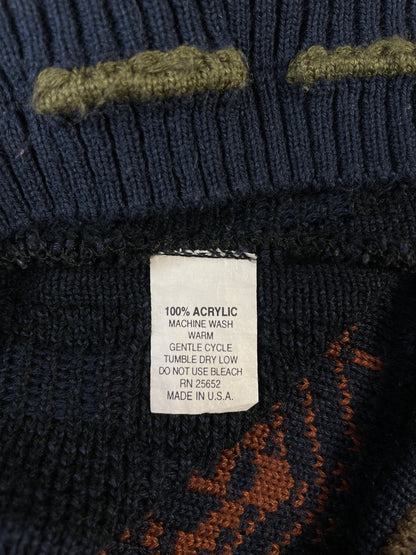 100% ACRYLIC
MACHINE WASH
WARM
GENTLE CYCLE
TUMBLE DRY LOW
DO NOT USE BLEACH
RN 25652
MADE IN U.S.A.